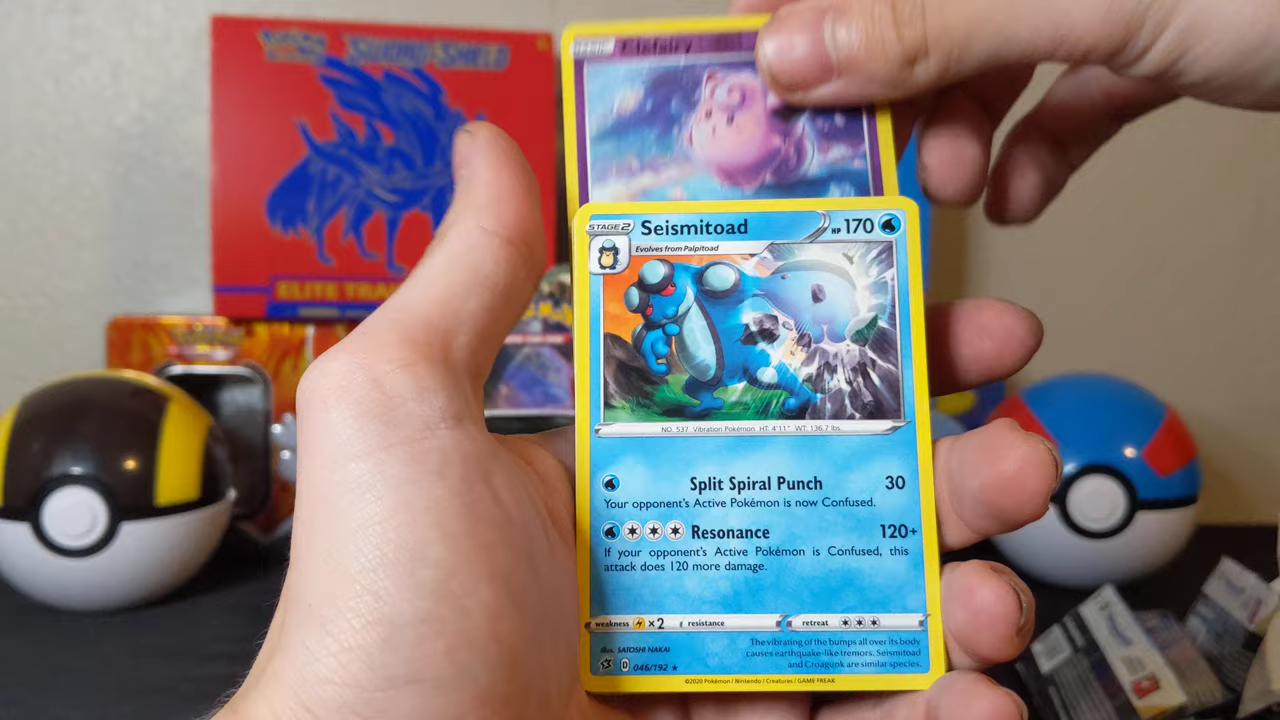 Pokémon
SWORD SHIELD
ELITE TRA
BASIC Clefairy
STAGE 2 Seismitoad HP 170
Evolves from Palpitoad
NO. 537 Vibration Pokémon HT: 4'11" WT: 136.7 lbs.
Split Spiral Punch 30
Your opponent's Active Pokémon is now Confused.
Resonance 120+
If your opponent's Active Pokémon is Confused, this
attack does 120 more damage.
weakness ×2 resistance retreat
The vibrating of the bumps all over its body
causes earthquake-like tremors. Seismitoad
and Croagunk are similar species.
illus. SATOSHI NAKAI
D 046/192 ★
©2020 Pokémon / Nintendo / Creatures / GAME FREAK